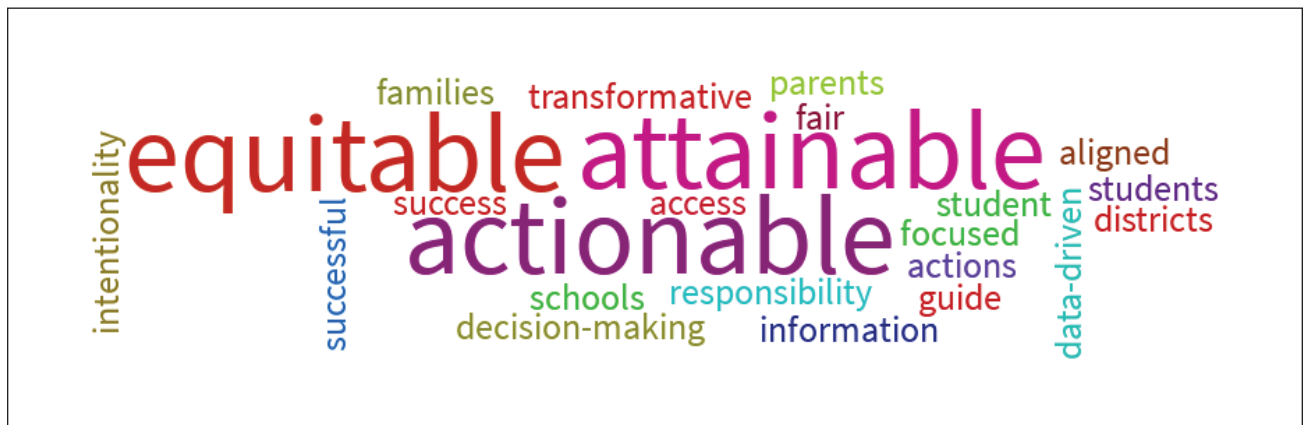 families
transformative
parents
fair
equitable
attainable
intentionality
aligned
students
success
access
student
districts
successful
actionable
focused
data-driven
actions
schools
responsibility
guide
decision-making
information